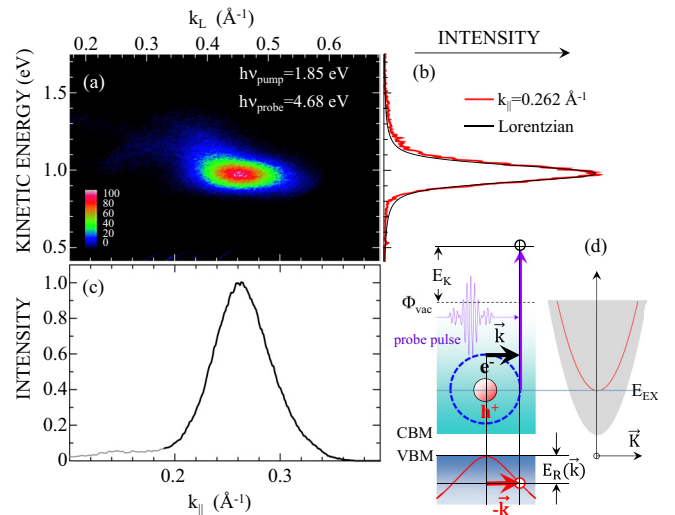 k_L (Å⁻¹)
0.2 0.3 0.4 0.5 0.6
INTENSITY
(a)
hν_pump=1.85 eV
hν_probe=4.68 eV
(b)
k_||=0.262 Å⁻¹
Lorentzian
KINETIC ENERGY (eV)
1.5
1.0
0.5
100
80
60
40
20
0
(c)
INTENSITY
1.0
0.8
0.6
0.4
0.2
0
0.2 0.3
k_|| (Å⁻¹)
(d)
E_K
Φ_vac
probe pulse
k⃗
e⁻
h⁺
E_EX
CBM
VBM
K⃗
E_R(k⃗)
-k⃗